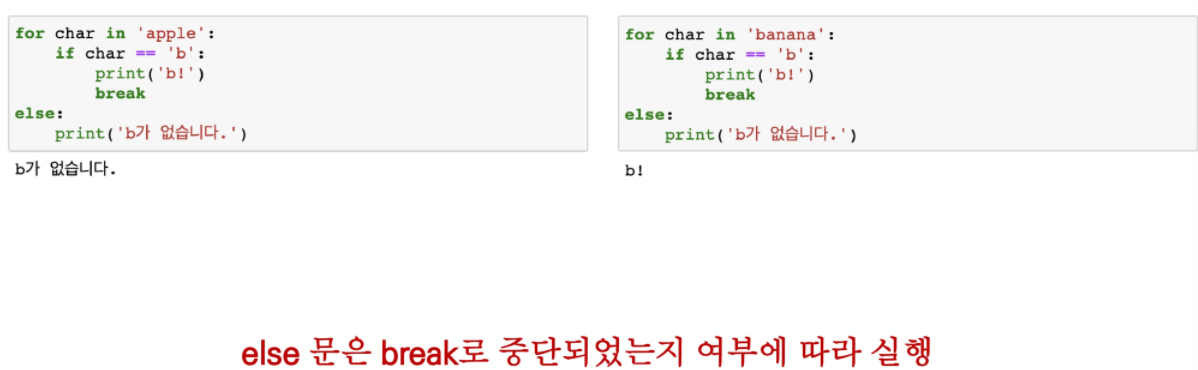 for char in 'apple':
    if char == 'b':
        print('b!')
        break
else:
    print('b가 없습니다.')
b가 없습니다.
for char in 'banana':
    if char == 'b':
        print('b!')
        break
else:
    print('b가 없습니다.')
b!
else 문은 break로 중단되었는지 여부에 따라 실행